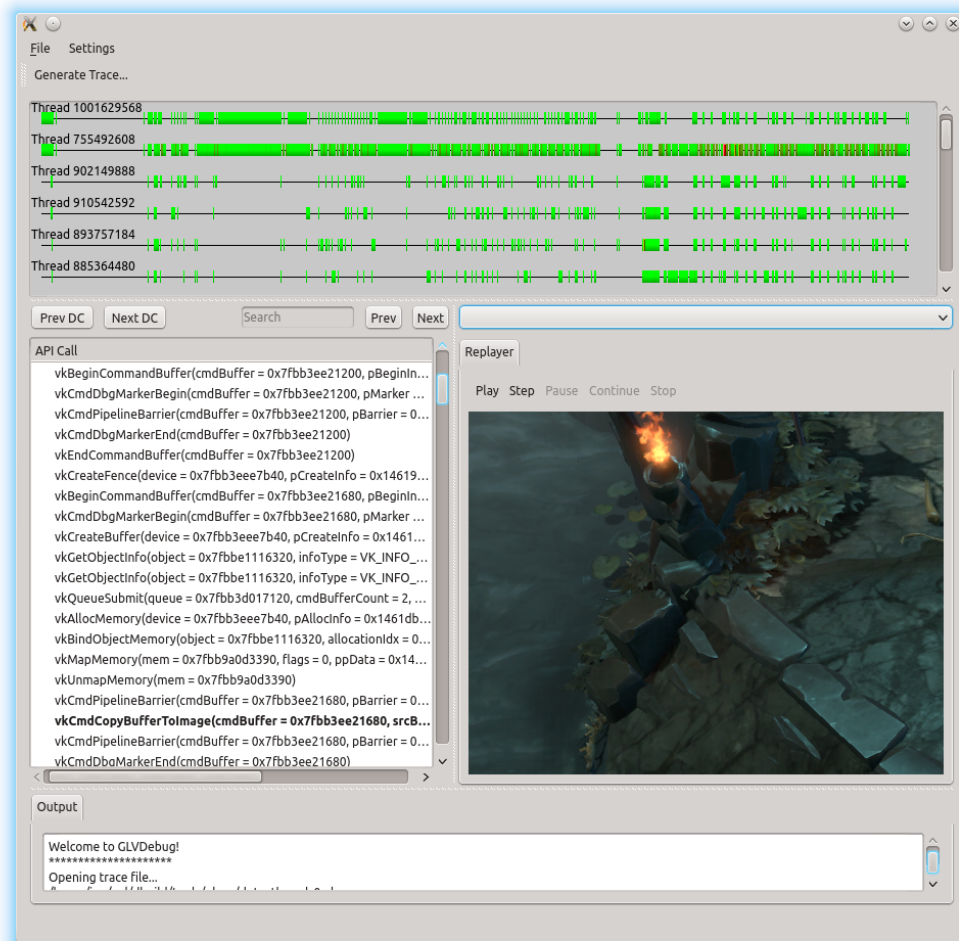 File Settings
Generate Trace...
Thread 1001629568
Thread 755492608
Thread 902149888
Thread 910542592
Thread 893757184
Thread 885364480
Prev DC Next DC Search Prev Next
API Call
vkBeginCommandBuffer(cmdBuffer = 0x7fbb3ee21200, pBeginIn...
vkCmdDbgMarkerBegin(cmdBuffer = 0x7fbb3ee21200, pMarker ...
vkCmdPipelineBarrier(cmdBuffer = 0x7fbb3ee21200, pBarrier = 0...
vkCmdDbgMarkerEnd(cmdBuffer = 0x7fbb3ee21200)
vkEndCommandBuffer(cmdBuffer = 0x7fbb3ee21200)
vkCreateFence(device = 0x7fbb3eee7b40, pCreateInfo = 0x14619...
vkBeginCommandBuffer(cmdBuffer = 0x7fbb3ee21680, pBeginIn...
vkCmdDbgMarkerBegin(cmdBuffer = 0x7fbb3ee21680, pMarker ...
vkCreateBuffer(device = 0x7fbb3eee7b40, pCreateInfo = 0x1461...
vkGetObjectInfo(object = 0x7fbbe1116320, infoType = VK_INFO_...
vkGetObjectInfo(object = 0x7fbbe1116320, infoType = VK_INFO_...
vkQueueSubmit(queue = 0x7fbb3d017120, cmdBufferCount = 2, ...
vkAllocMemory(device = 0x7fbb3eee7b40, pAllocInfo = 0x1461db...
vkBindObjectMemory(object = 0x7fbbe1116320, allocationIdx = 0...
vkMapMemory(mem = 0x7fbb9a0d3390, flags = 0, ppData = 0x14...
vkUnmapMemory(mem = 0x7fbb9a0d3390)
vkCmdPipelineBarrier(cmdBuffer = 0x7fbb3ee21680, pBarrier = 0...
vkCmdCopyBufferToImage(cmdBuffer = 0x7fbb3ee21680, srcB...
vkCmdPipelineBarrier(cmdBuffer = 0x7fbb3ee21680, pBarrier = 0...
vkCmdDbgMarkerEnd(cmdBuffer = 0x7fbb3ee21680)
Replayer
Play Step Pause Continue Stop
Output
Welcome to GLVDebug!
*********************
Opening trace file...